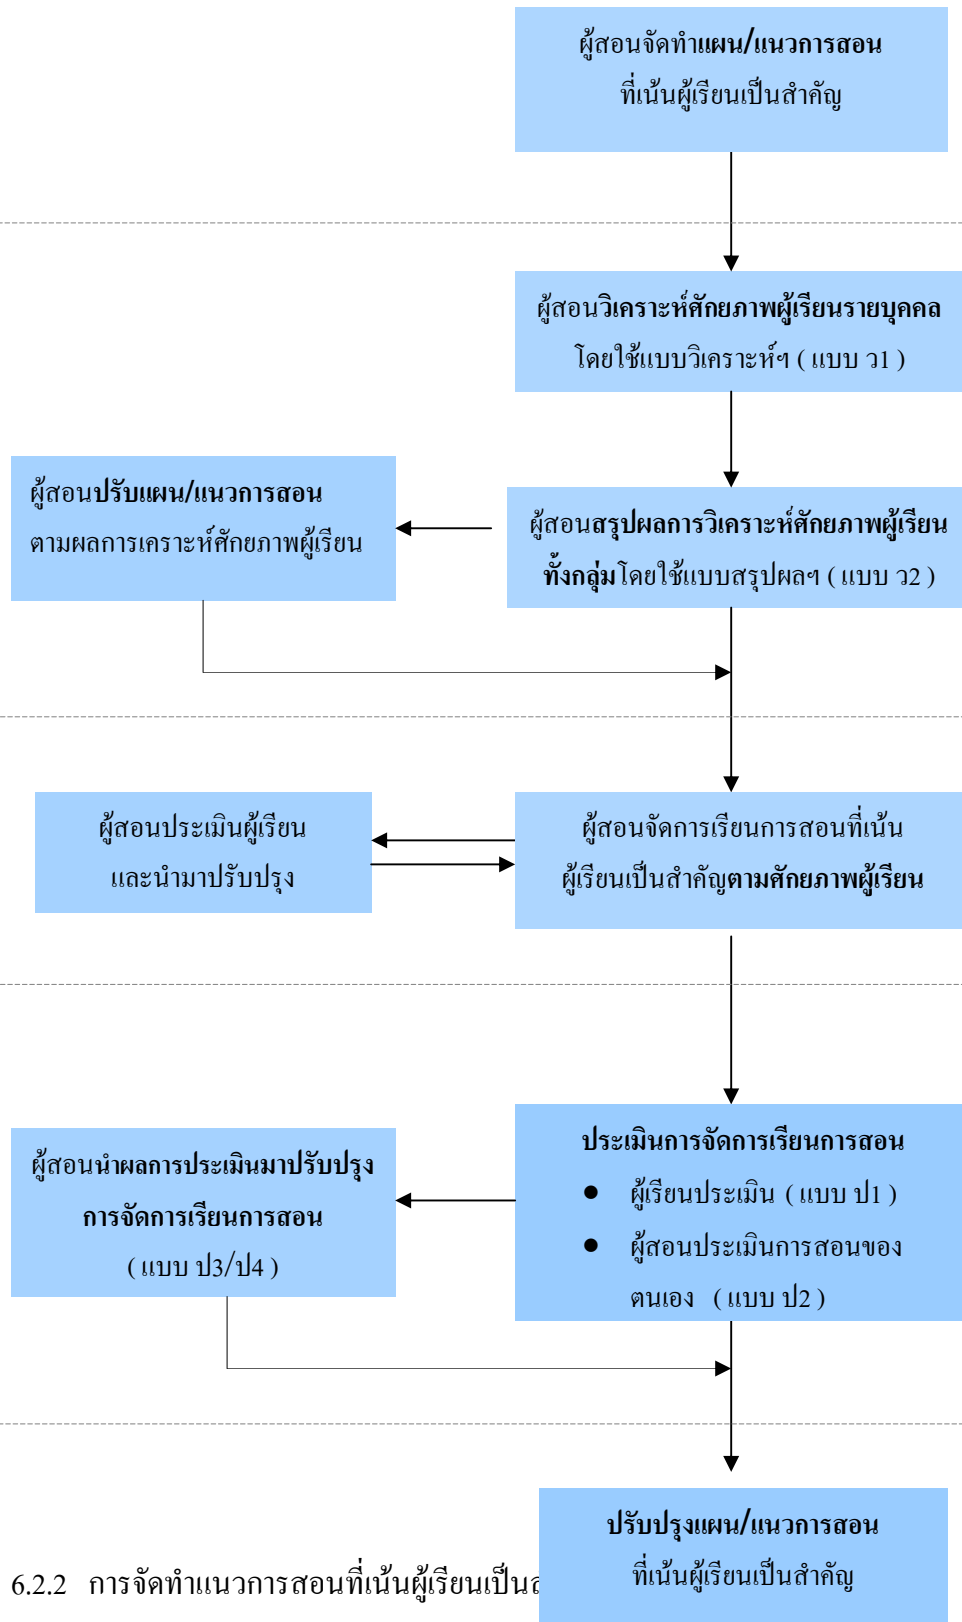 ผู้สอนจัดทำแผน/แนวการสอน
ที่เน้นผู้เรียนเป็นสำคัญ
ผู้สอนวิเคราะห์ศักยภาพผู้เรียนรายบุคคล
โดยใช้แบบวิเคราะห์ฯ ( แบบ ว1 )
ผู้สอนปรับแผน/แนวการสอน
ตามผลการเคราะห์ศักยภาพผู้เรียน
ผู้สอนสรุปผลการวิเคราะห์ศักยภาพผู้เรียน
ทั้งกลุ่มโดยใช้แบบสรุปผลฯ ( แบบ ว2 )
ผู้สอนประเมินผู้เรียน
และนำมาปรับปรุง
ผู้สอนจัดการเรียนการสอนที่เน้น
ผู้เรียนเป็นสำคัญตามศักยภาพผู้เรียน
ผู้สอนนำผลการประเมินมาปรับปรุง
การจัดการเรียนการสอน
( แบบ ป3/ป4 )
ประเมินการจัดการเรียนการสอน
● ผู้เรียนประเมิน ( แบบ ป1 )
● ผู้สอนประเมินการสอนของ
ตนเอง ( แบบ ป2 )
ปรับปรุงแผน/แนวการสอน
ที่เน้นผู้เรียนเป็นสำคัญ
6.2.2 การจัดทำแนวการสอนที่เน้นผู้เรียนเป็น